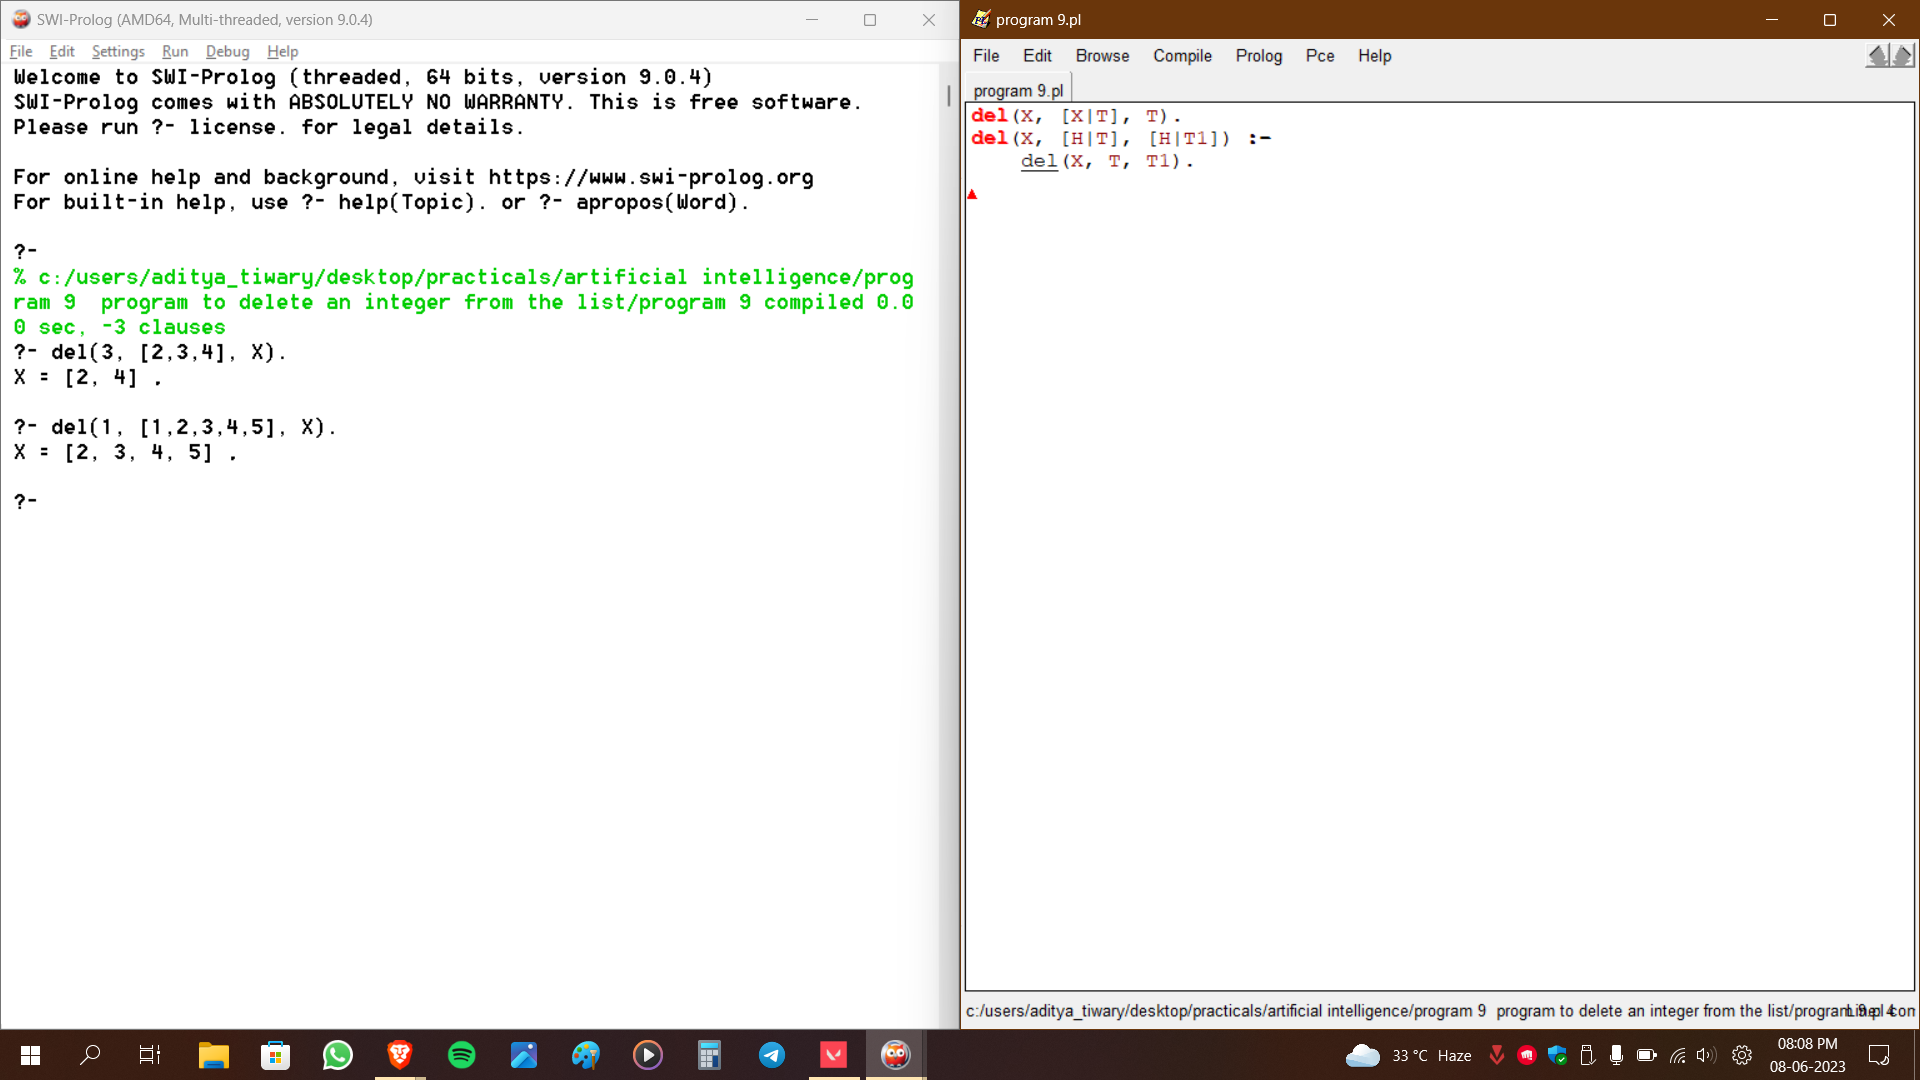 SWI-Prolog (AMD64, Multi-threaded, version 9.0.4)
File Edit Settings Run Debug Help
Welcome to SWI-Prolog (threaded, 64 bits, version 9.0.4)
SWI-Prolog comes with ABSOLUTELY NO WARRANTY. This is free software.
Please run ?- license. for legal details.
For online help and background, visit https://www.swi-prolog.org
For built-in help, use ?- help(Topic). or ?- apropos(Word).
?-
% c:/users/aditya_tiwary/desktop/practicals/artificial intelligence/prog
ram 9  program to delete an integer from the list/program 9 compiled 0.0
0 sec, -3 clauses
?- del(3, [2,3,4], X).
X = [2, 4] .
?- del(1, [1,2,3,4,5], X).
X = [2, 3, 4, 5] .
?-
program 9.pl
File Edit Browse Compile Prolog Pce Help
program 9.pl
del(X, [X|T], T).
del(X, [H|T], [H|T1]) :-
    del(X, T, T1).
c:/users/aditya_tiwary/desktop/practicals/artificial intelligence/program 9  program to delete an integer from the list/program
33 °C Haze
08:08 PM
08-06-2023